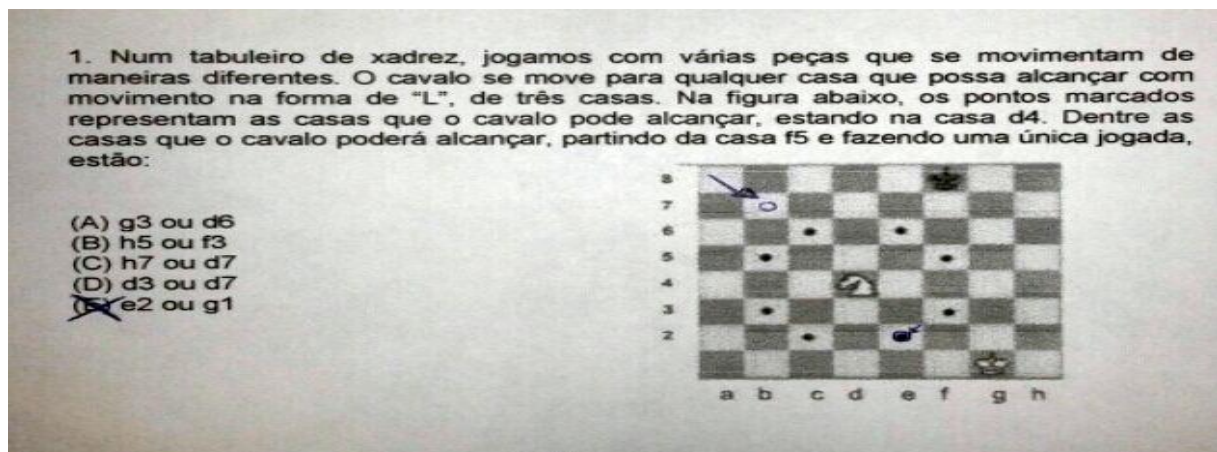 1. Num tabuleiro de xadrez, jogamos com várias peças que se movimentam de
maneiras diferentes. O cavalo se move para qualquer casa que possa alcançar com
movimento na forma de “L”, de três casas. Na figura abaixo, os pontos marcados
representam as casas que o cavalo pode alcançar, estando na casa d4. Dentre as
casas que o cavalo poderá alcançar, partindo da casa f5 e fazendo uma única jogada,
estão:
(A) g3 ou d6
(B) h5 ou f3
(C) h7 ou d7
(D) d3 ou d7
(E) e2 ou g1
8
7
6
5
4
3
2
a b c d e f g h